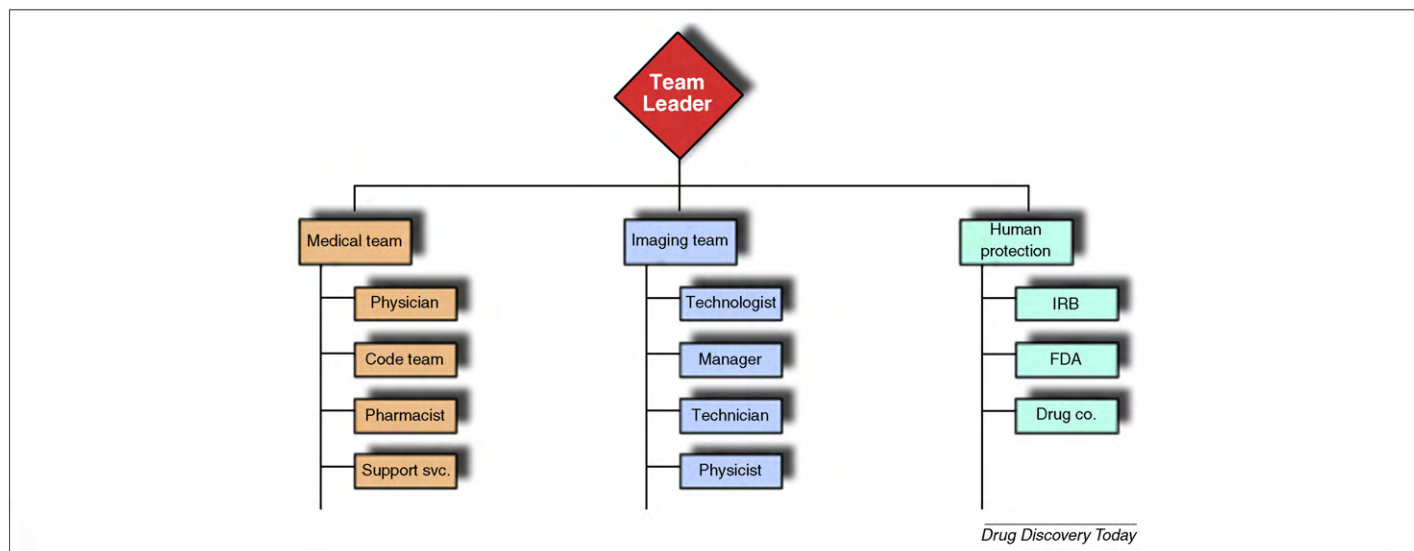 Team
Leader
Medical team
Physician
Code team
Pharmacist
Support svc.
Imaging team
Technologist
Manager
Technician
Physicist
Human
protection
IRB
FDA
Drug co.
Drug Discovery Today